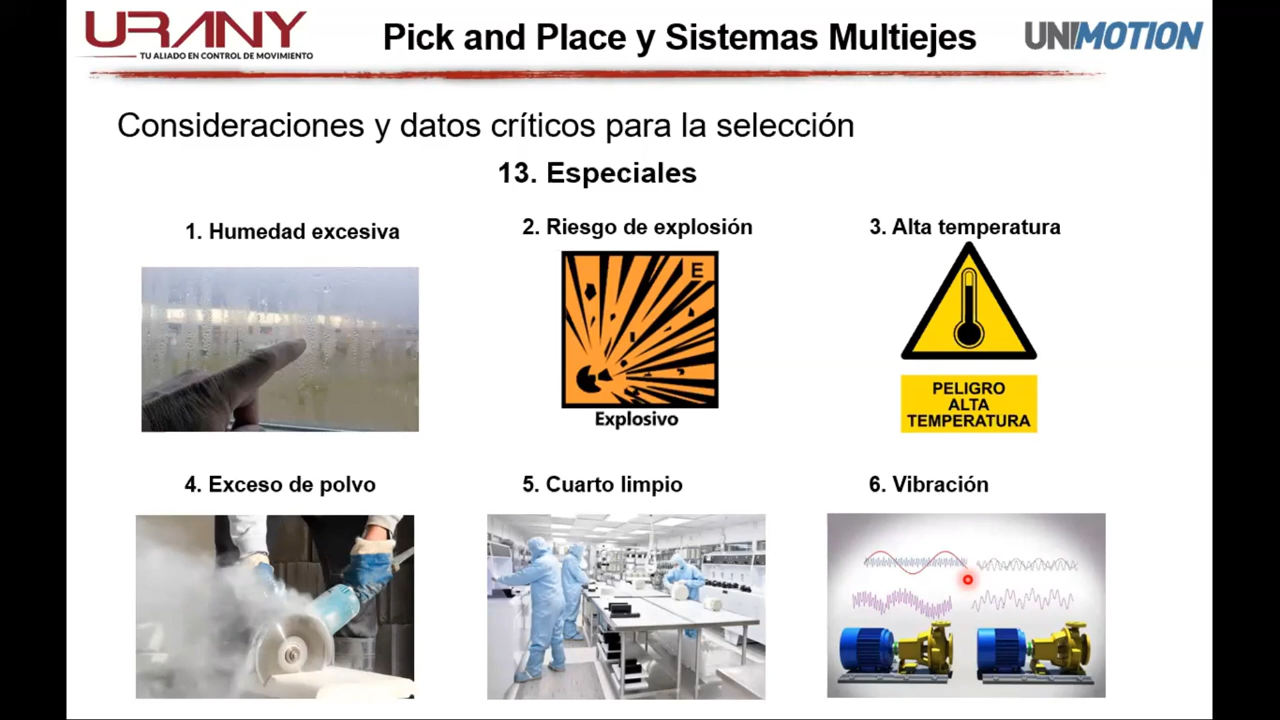 URANY
TU ALIADO EN CONTROL DE MOVIMIENTO
Pick and Place y Sistemas Multiejes
UNIMOTION
Consideraciones y datos críticos para la selección
13. Especiales
1. Humedad excesiva
2. Riesgo de explosión
3. Alta temperatura
E
Explosivo
PELIGRO
ALTA
TEMPERATURA
4. Exceso de polvo
5. Cuarto limpio
6. Vibración